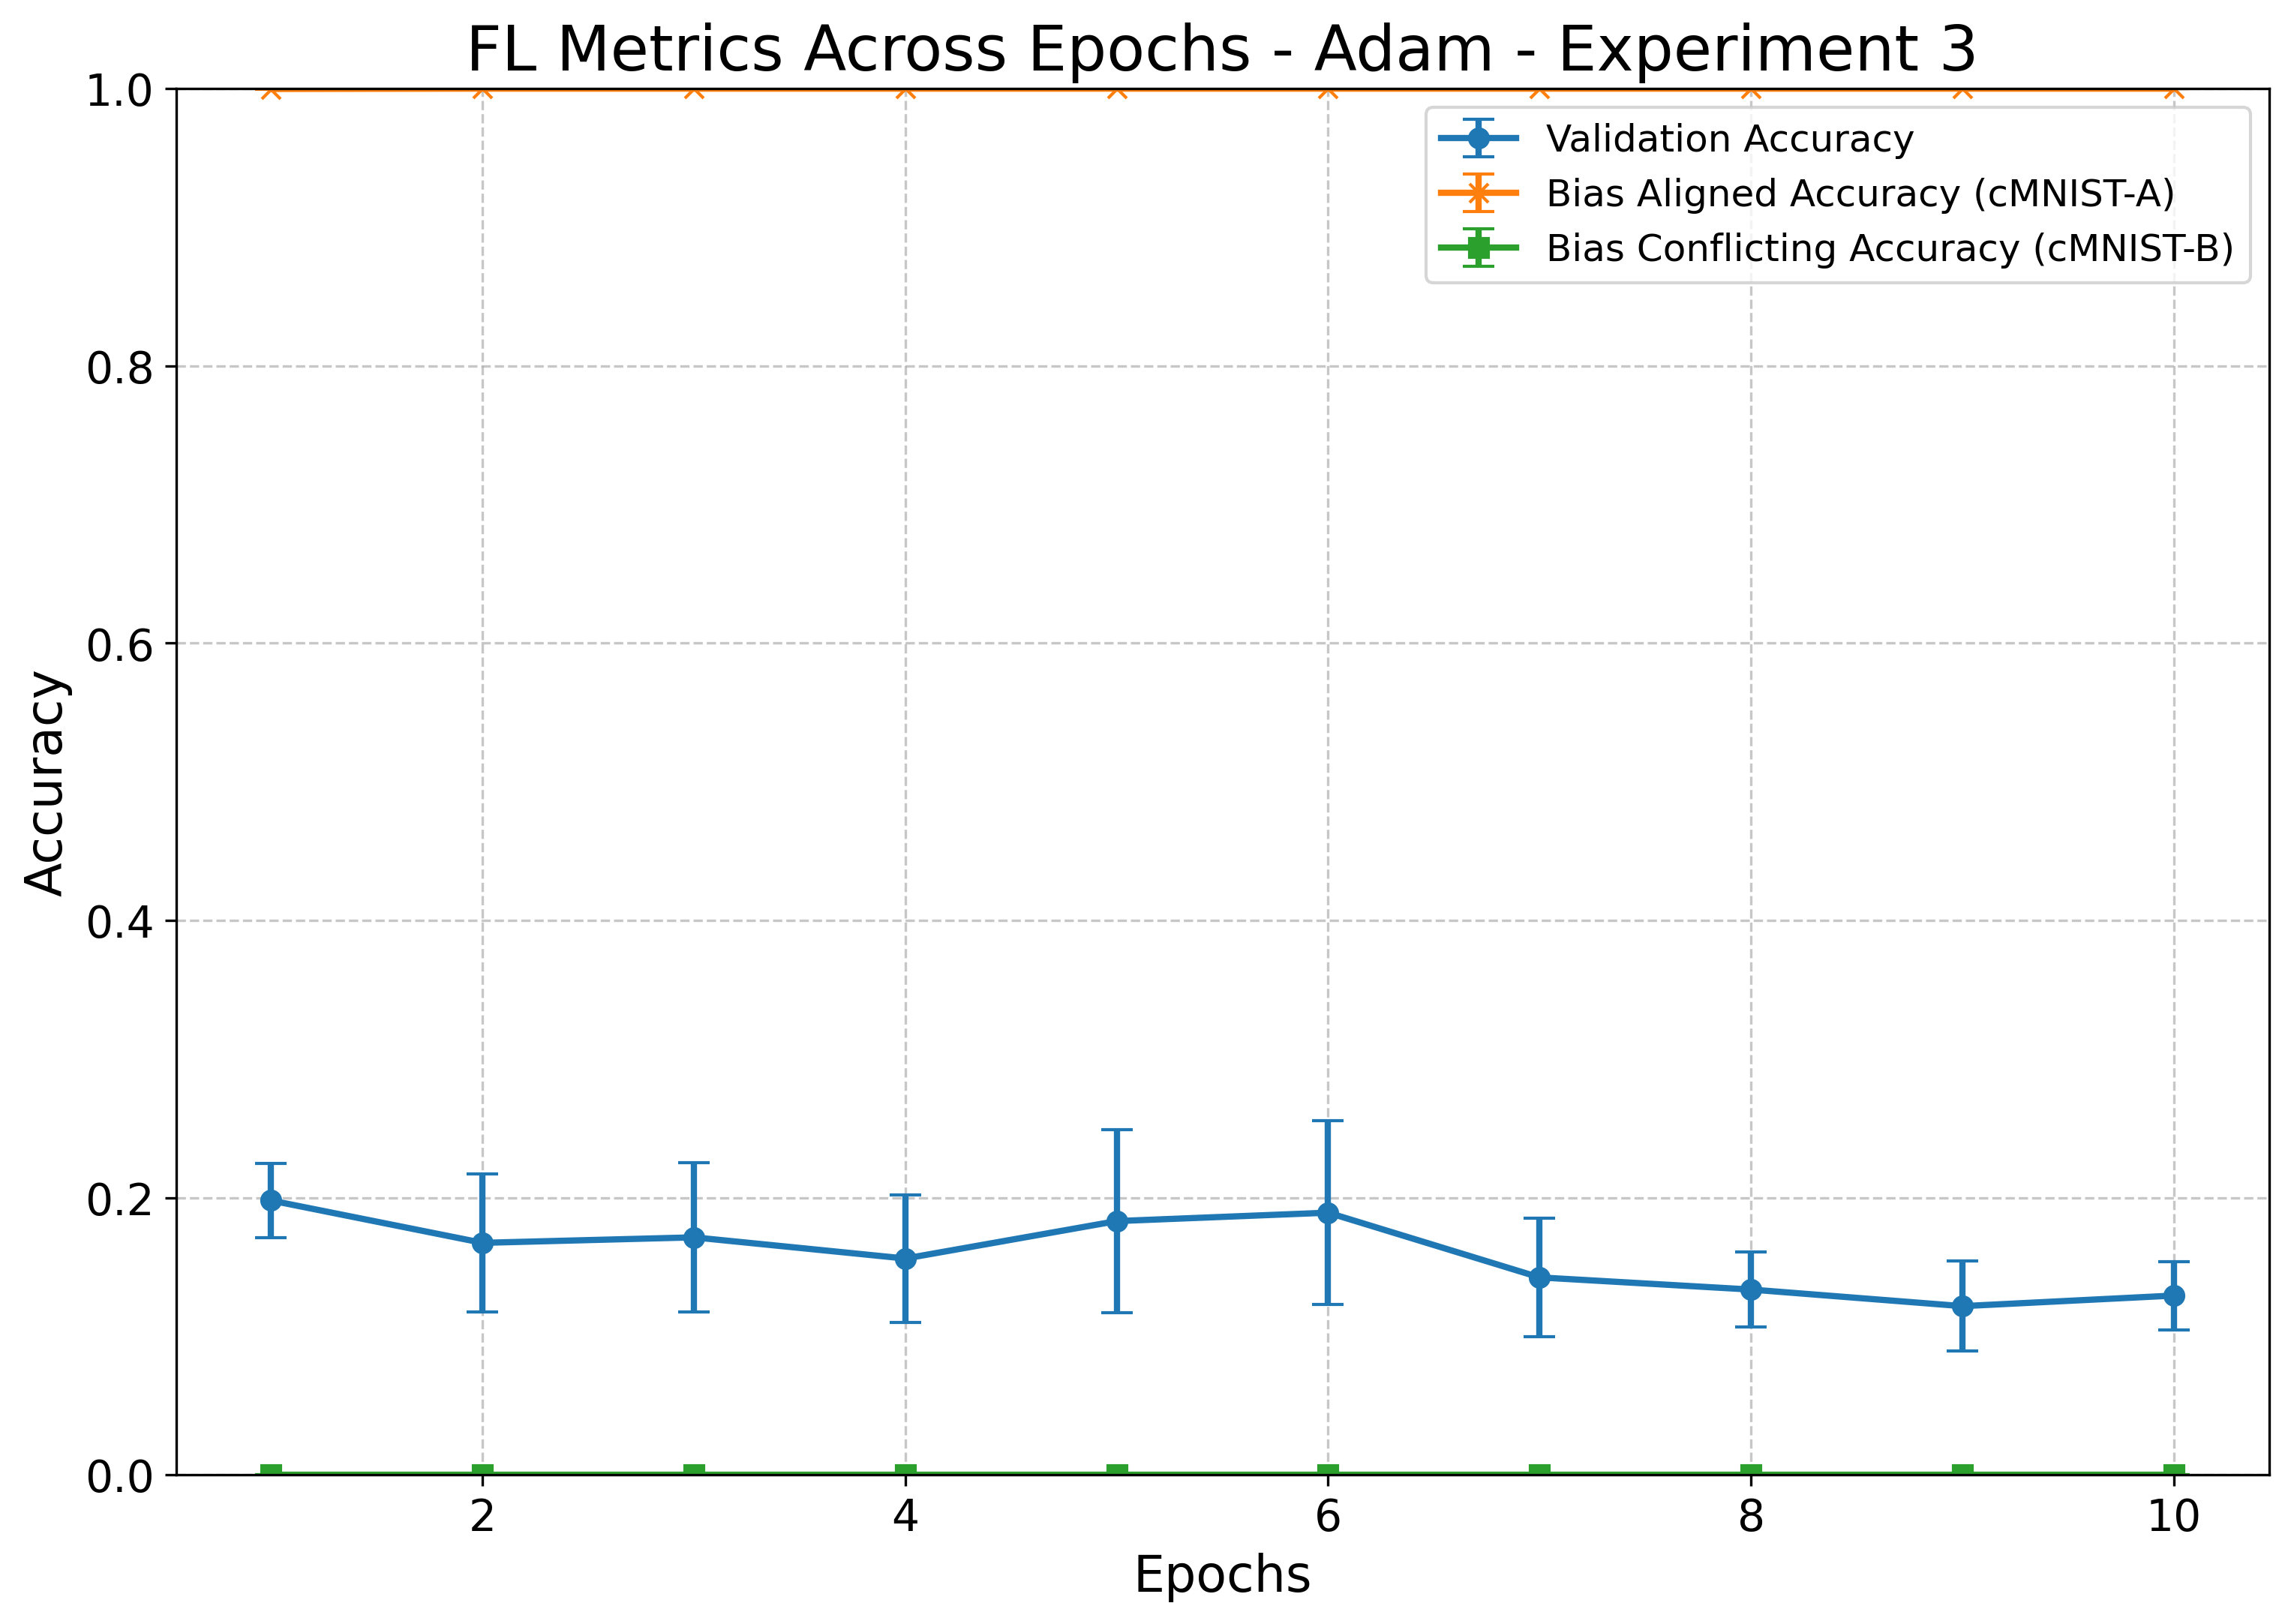 FL Metrics Across Epochs - Adam - Experiment 3
1.0
0.8
0.6
0.4
0.2
0.0
Accuracy
Validation Accuracy
Bias Aligned Accuracy (cMNIST-A)
Bias Conflicting Accuracy (cMNIST-B)
2 4 6 8 10
Epochs